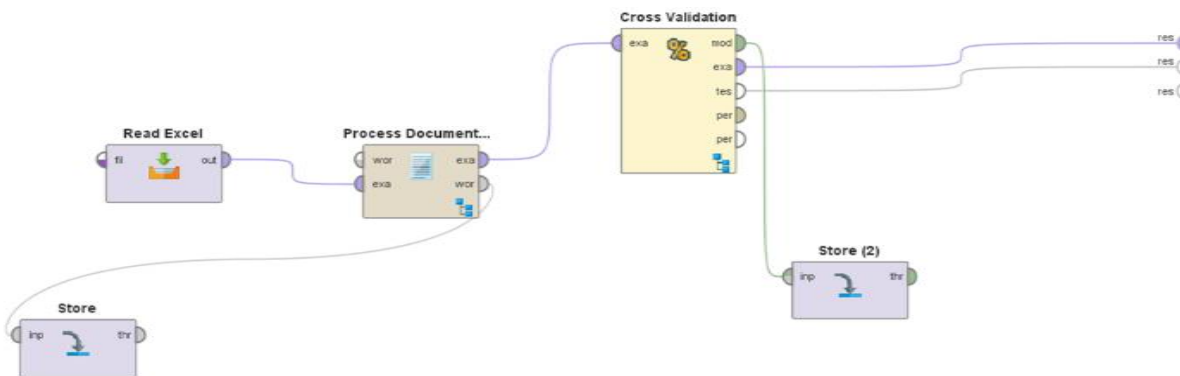 Cross Validation
exa mod
exa
tes
per
per
res
res
res
Read Excel
fil out
Process Document...
wor exa
exa wor
Store (2)
inp thr
Store
inp thr